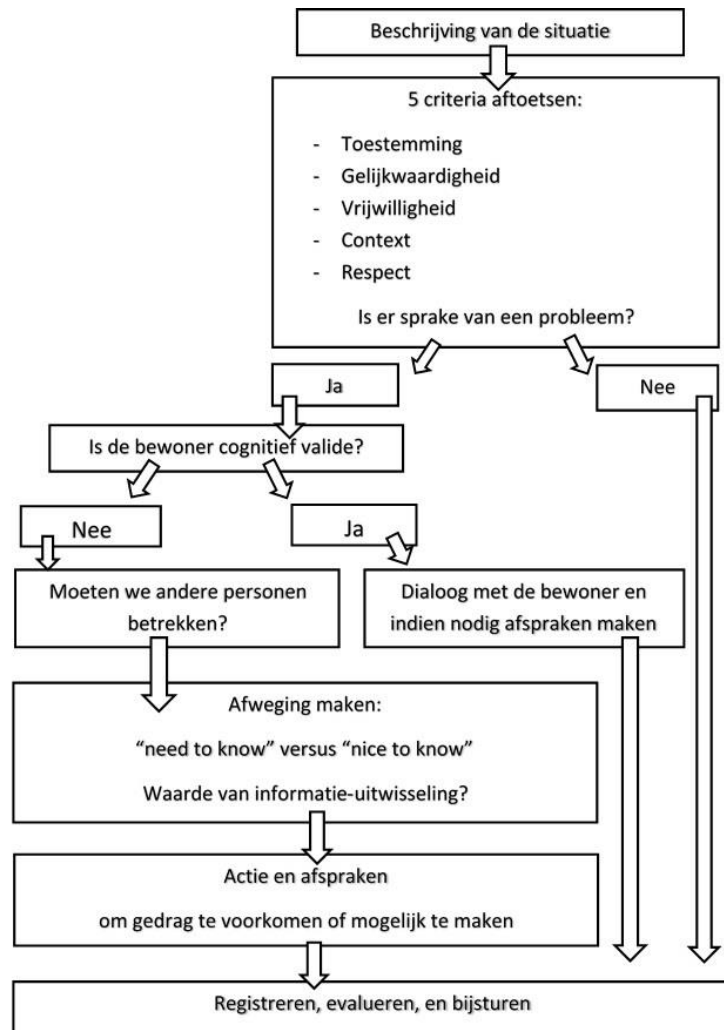 Beschrijving van de situatie
5 criteria aftoetsen:
- Toestemming
- Gelijkwaardigheid
- Vrijwilligheid
- Context
- Respect
Is er sprake van een probleem?
Ja
Nee
Is de bewoner cognitief valide?
Nee
Ja
Moeten we andere personen
betrekken?
Dialoog met de bewoner en
indien nodig afspraken maken
Afweging maken:
“need to know” versus “nice to know”
Waarde van informatie-uitwisseling?
Actie en afspraken
om gedrag te voorkomen of mogelijk te maken
Registreren, evalueren, en bijsturen